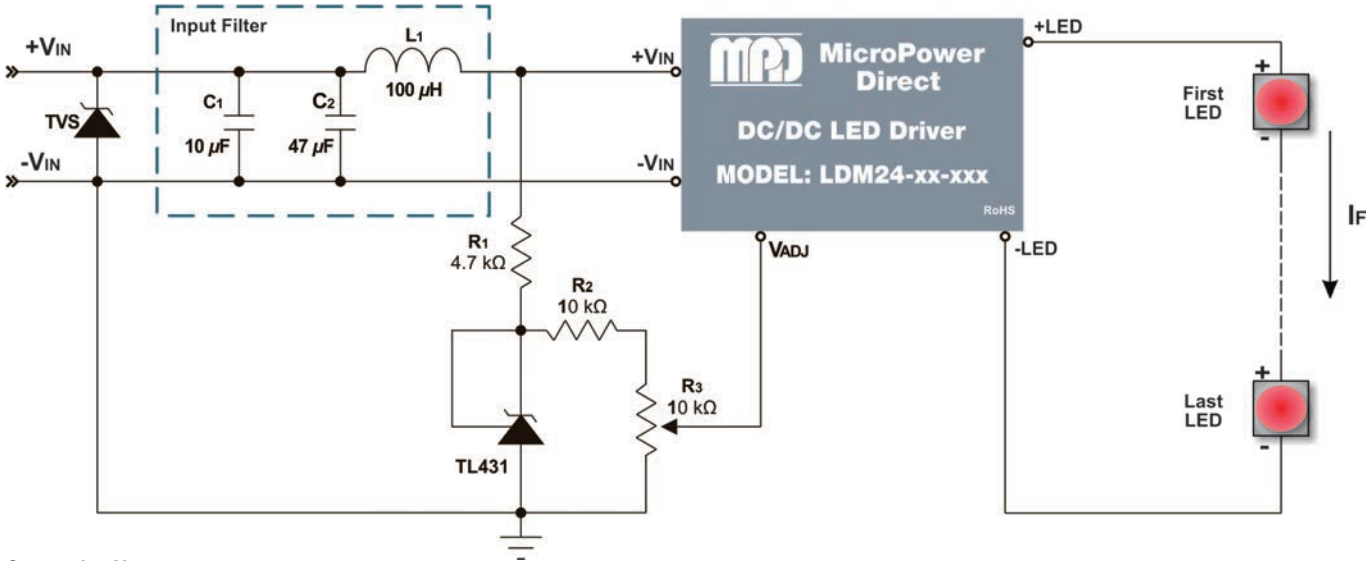 Input Filter
+VIN
L1
100 µH
C1
10 µF
C2
47 µF
TVS
-VIN
+VIN
-VIN
MPD
MicroPower
Direct
DC/DC LED Driver
MODEL: LDM24-xx-xxx
RoHS
+LED
-LED
VADJ
First
LED
+
-
IF
Last
LED
+
-
R1
4.7 kΩ
R2
10 kΩ
R3
10 kΩ
TL431